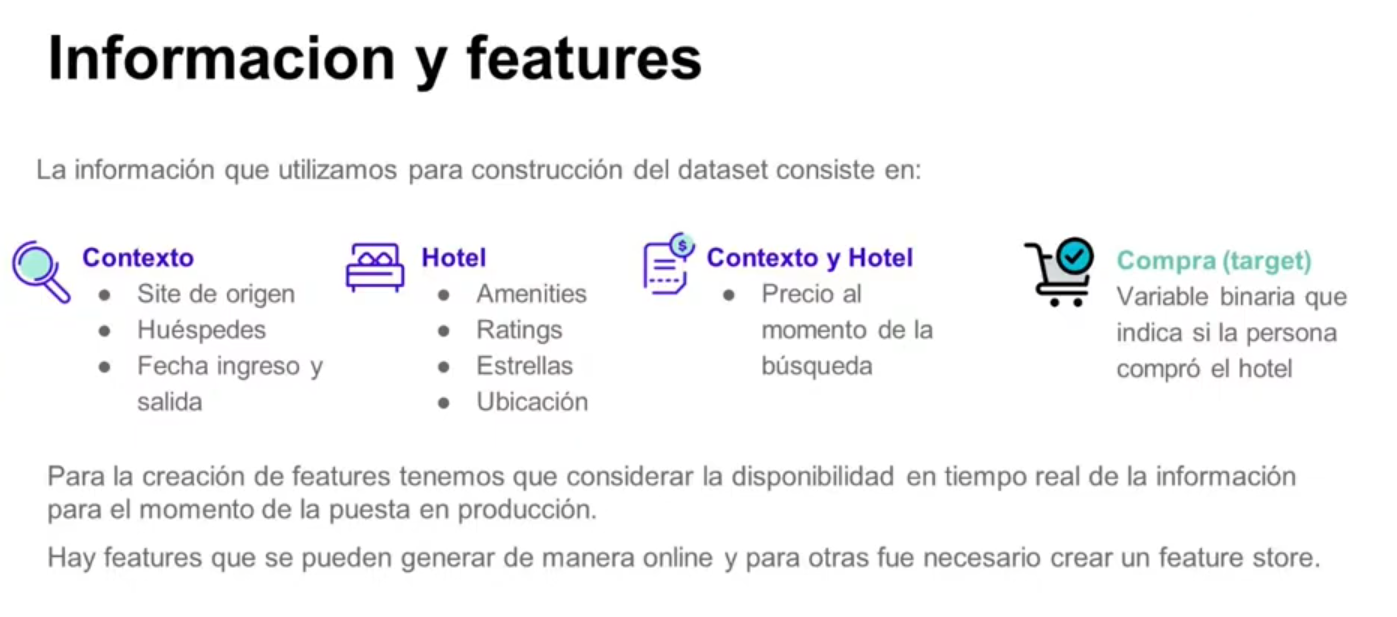 Informacion y features
La información que utilizamos para construcción del dataset consiste en:
Contexto
● Site de origen
● Huéspedes
● Fecha ingreso y
salida
Hotel
● Amenities
● Ratings
● Estrellas
● Ubicación
$
Contexto y Hotel
● Precio al
momento de la
búsqueda
Compra (target)
Variable binaria que
indica si la persona
compró el hotel
Para la creación de features tenemos que considerar la disponibilidad en tiempo real de la información
para el momento de la puesta en producción.
Hay features que se pueden generar de manera online y para otras fue necesario crear un feature store.